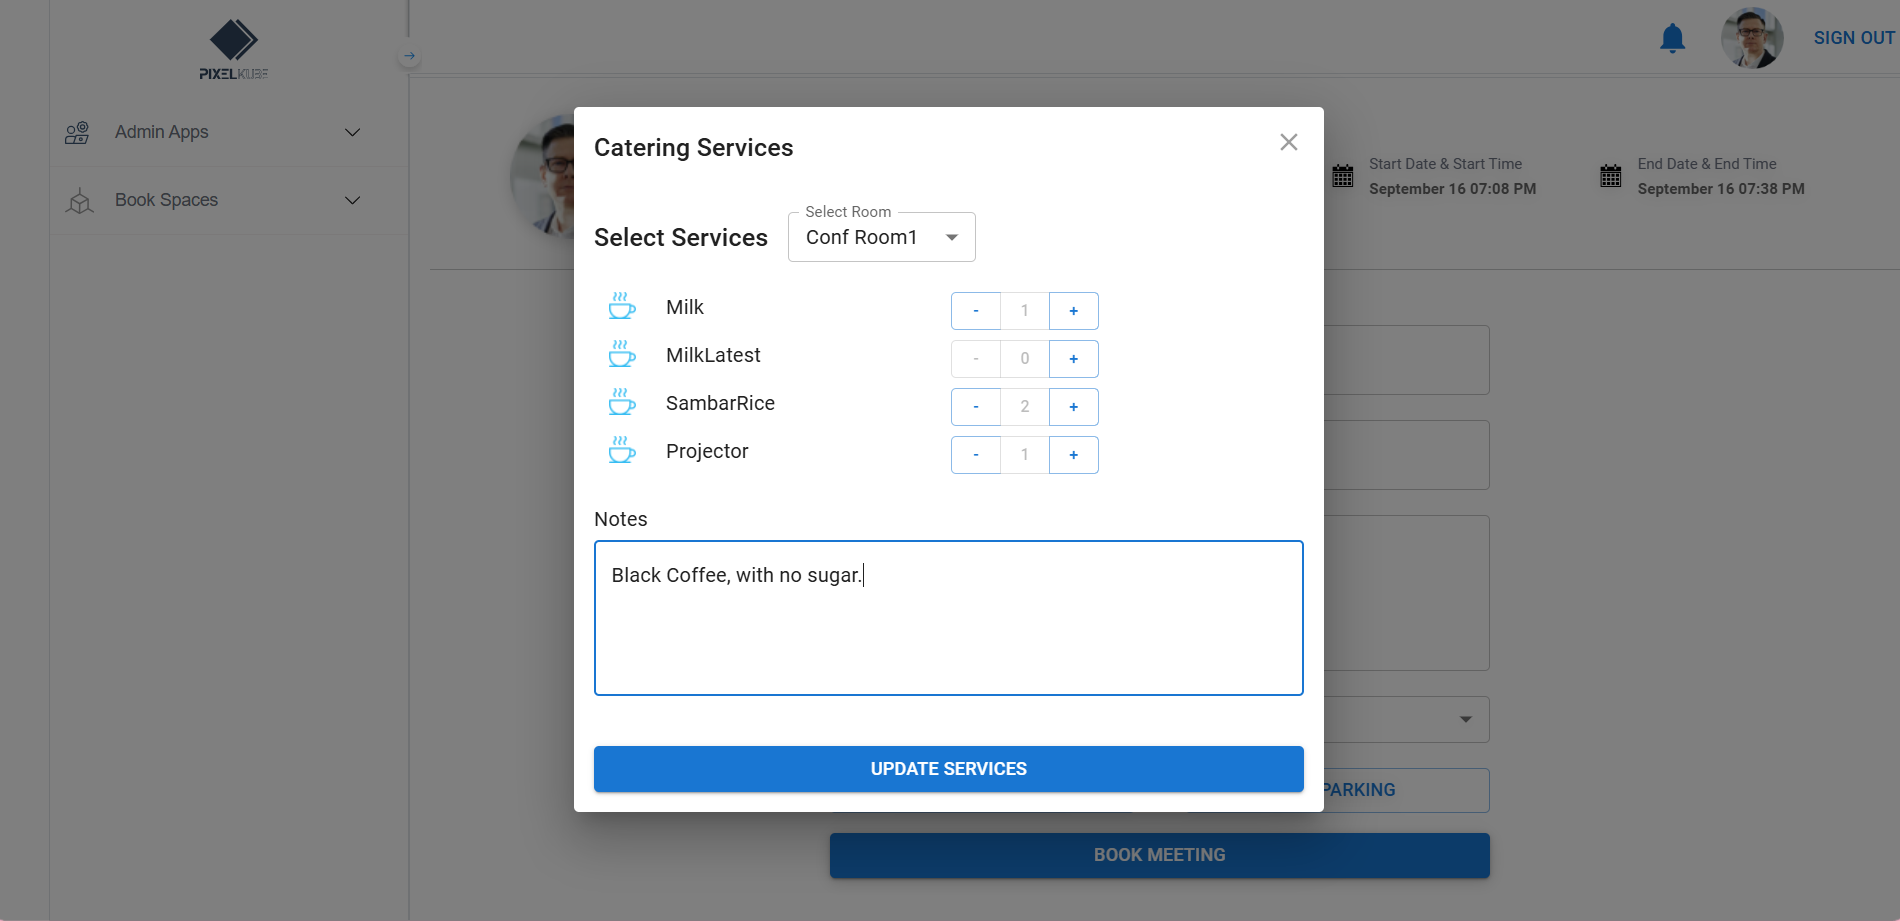 PIXELKUBE
SIGN OUT
Admin Apps
Book Spaces
Start Date & Start Time
September 16 07:08 PM
End Date & End Time
September 16 07:38 PM
Catering Services
Select Services
Select Room
Conf Room1
Milk
- 1 +
MilkLatest
- 0 +
SambarRice
- 2 +
Projector
- 1 +
Notes
Black Coffee, with no sugar.
UPDATE SERVICES
PARKING
BOOK MEETING